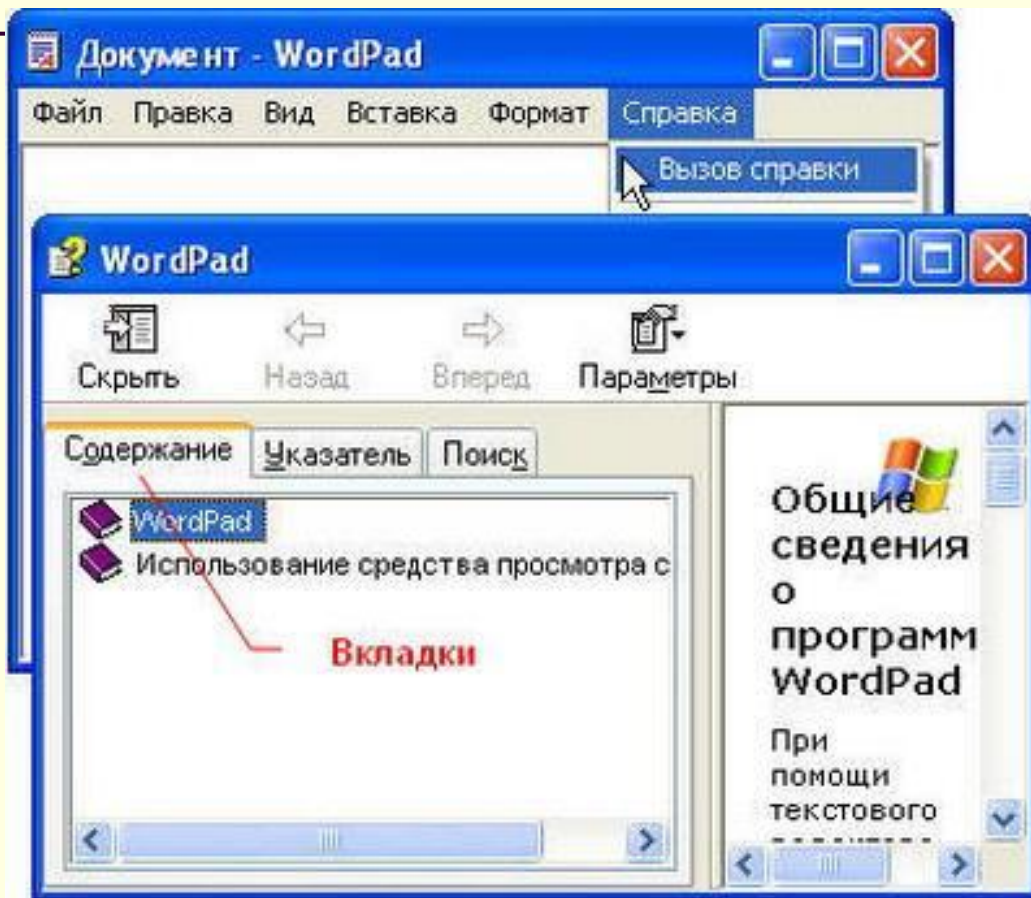 Документ - WordPad
Файл Правка Вид Вставка Формат Справка
Вызов справки
WordPad
Скрыть Назад Вперед Параметры
Содержание Указатель Поиск
WordPad
Использование средства просмотра с
Вкладки
Общие
сведения
о
программ
WordPad
При
помощи
текстового